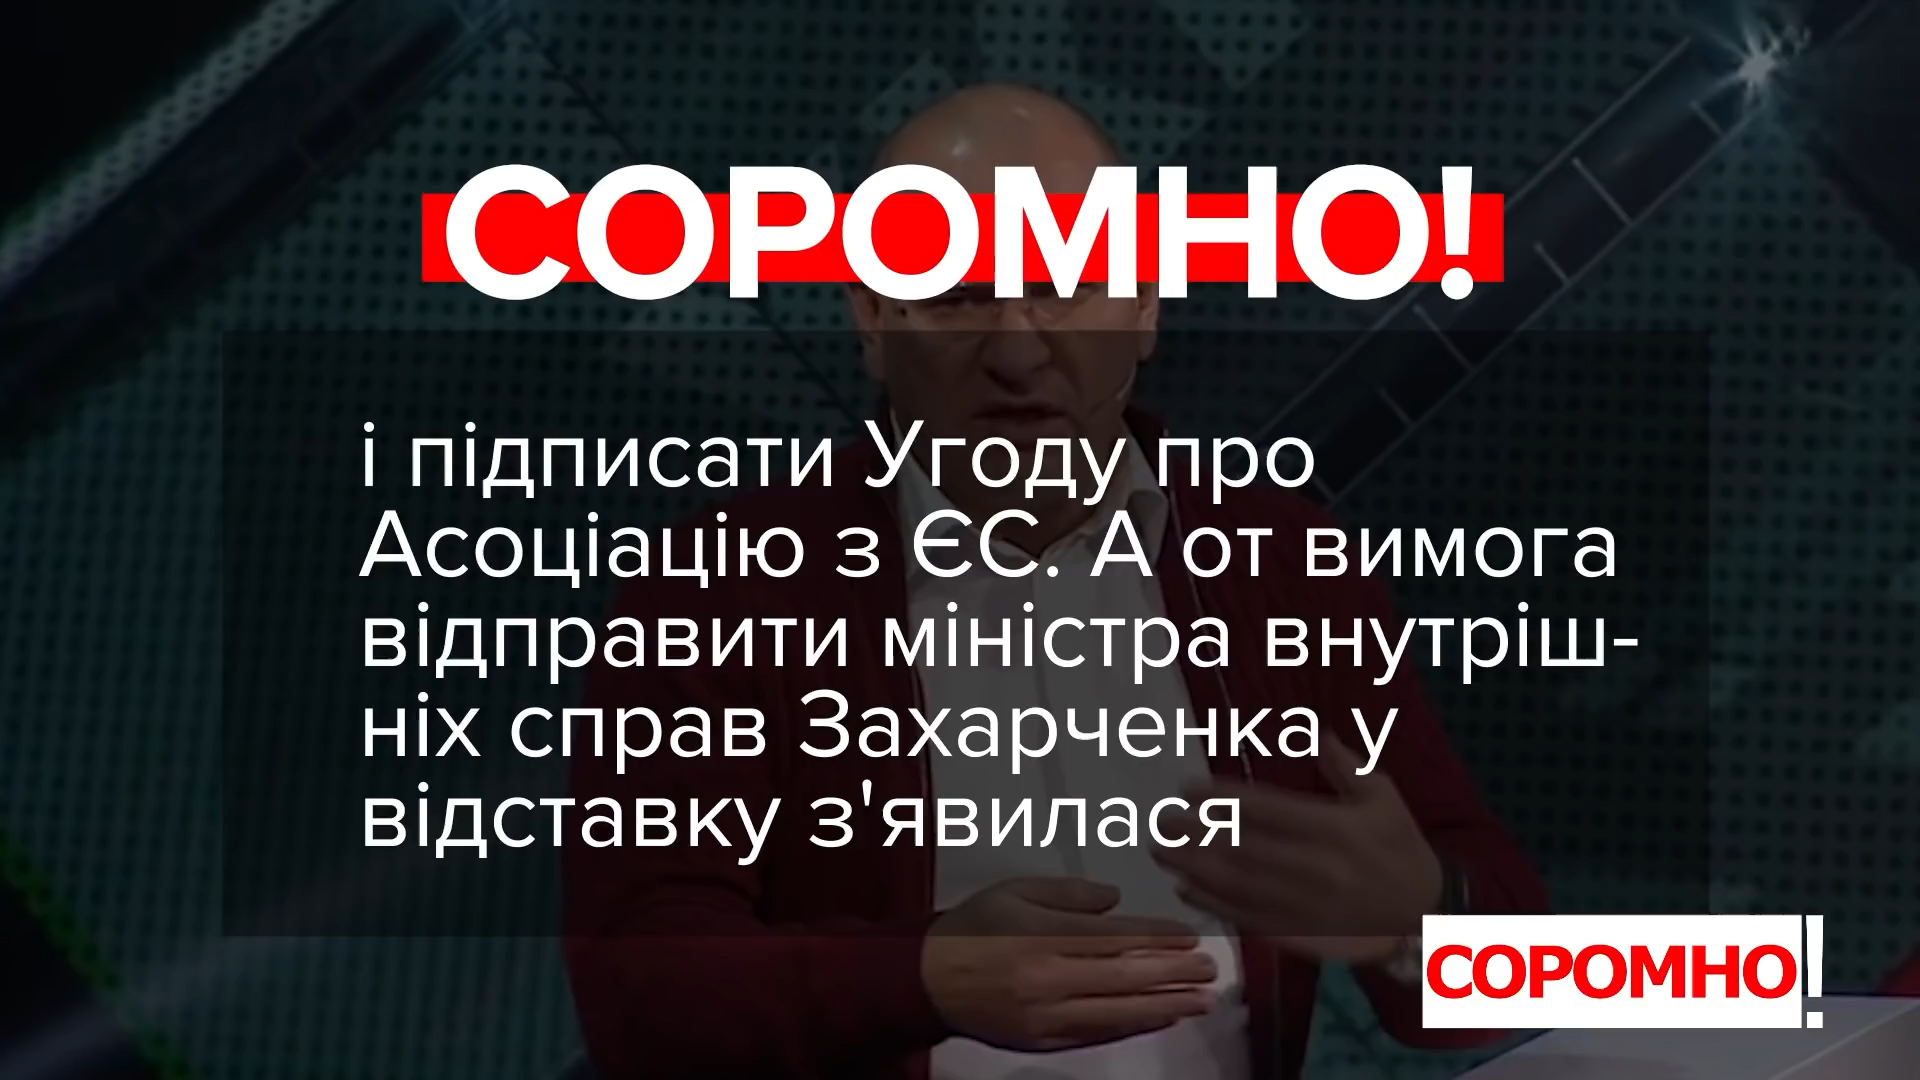 СОРОМНО!
і підписати Угоду про
Асоціацію з ЄС. А от вимога
відправити міністра внутріш-
ніх справ Захарченка у
відставку з'явилася
СОРОМНО!